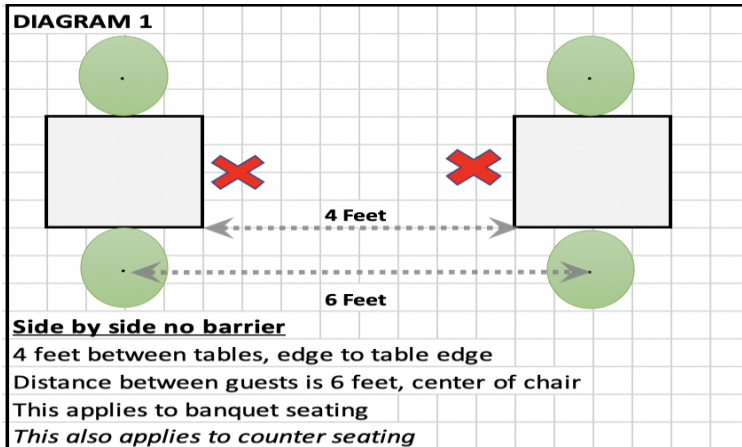 DIAGRAM 1
4 Feet
6 Feet
Side by side no barrier
4 feet between tables, edge to table edge
Distance between guests is 6 feet, center of chair
This applies to banquet seating
This also applies to counter seating